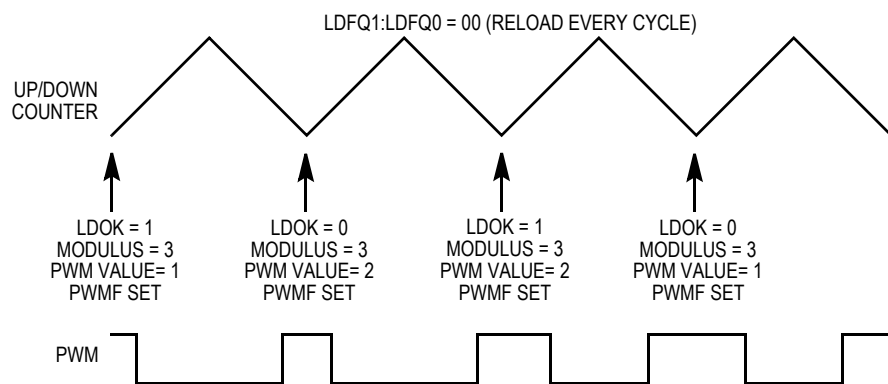 LDFQ1:LDFQ0 = 00 (RELOAD EVERY CYCLE)
UP/DOWN
COUNTER
LDOK = 1
MODULUS = 3
PWM VALUE= 1
PWMF SET
LDOK = 0
MODULUS = 3
PWM VALUE= 2
PWMF SET
LDOK = 1
MODULUS = 3
PWM VALUE= 2
PWMF SET
LDOK = 0
MODULUS = 3
PWM VALUE= 1
PWMF SET
PWM